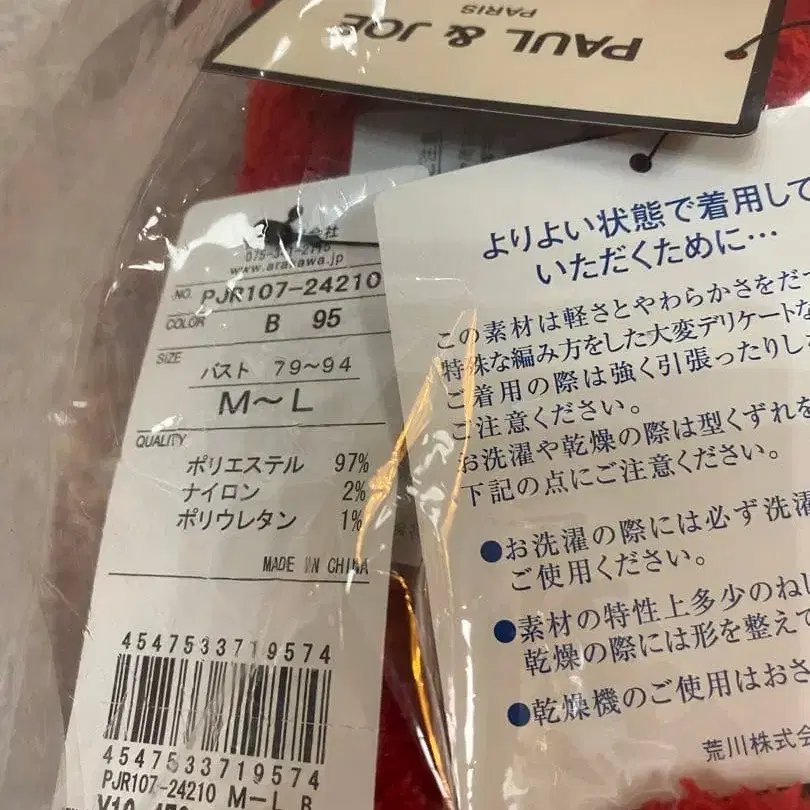 PAUL & JOE
PARIS
会社
www.arakawa.jp
NO. PJR107-24210
COLOR B 95
SIZE バスト 79～94
M～L
QUALITY
ポリエステル 97%
ナイロン 2%
ポリウレタン 1%
MADE IN CHINA
4547533719574
4547533719574
PJR107-24210 M-L B
よりよい状態で着用して
いただくために…
この素材は軽さとやわらかさをだ
特殊な編み方をした大変デリケートな
ご着用の際は強く引張ったりし
ご注意ください。
お洗濯や乾燥の際は型くずれを
下記の点にご注意ください。
●お洗濯の際には必ず洗濯
ご使用ください。
●素材の特性上多少のねじ
乾燥の際には形を整えて
●乾燥機のご使用はおさ
荒川株式会